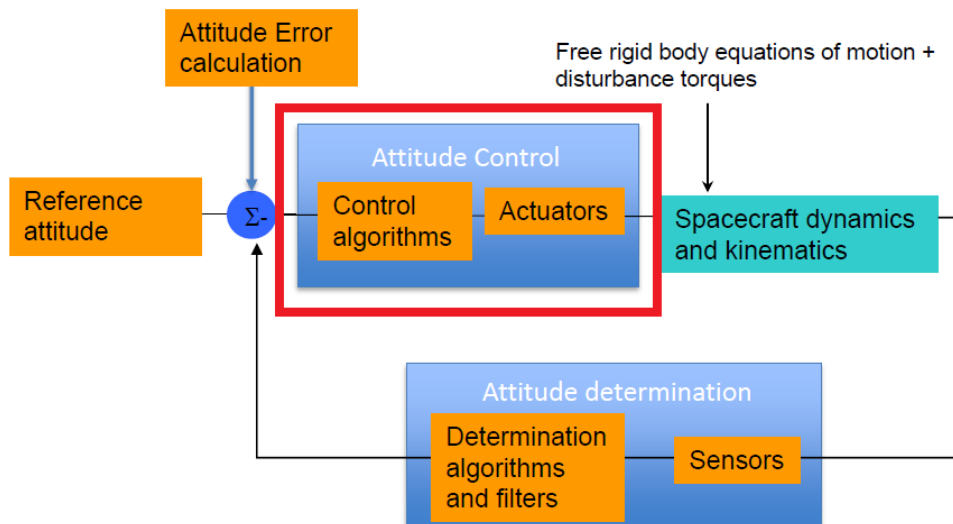 Attitude Error
calculation
Free rigid body equations of motion +
disturbance torques
Attitude Control
Reference
attitude
Σ-
Control
algorithms
Actuators
Spacecraft dynamics
and kinematics
Attitude determination
Determination
algorithms
and filters
Sensors